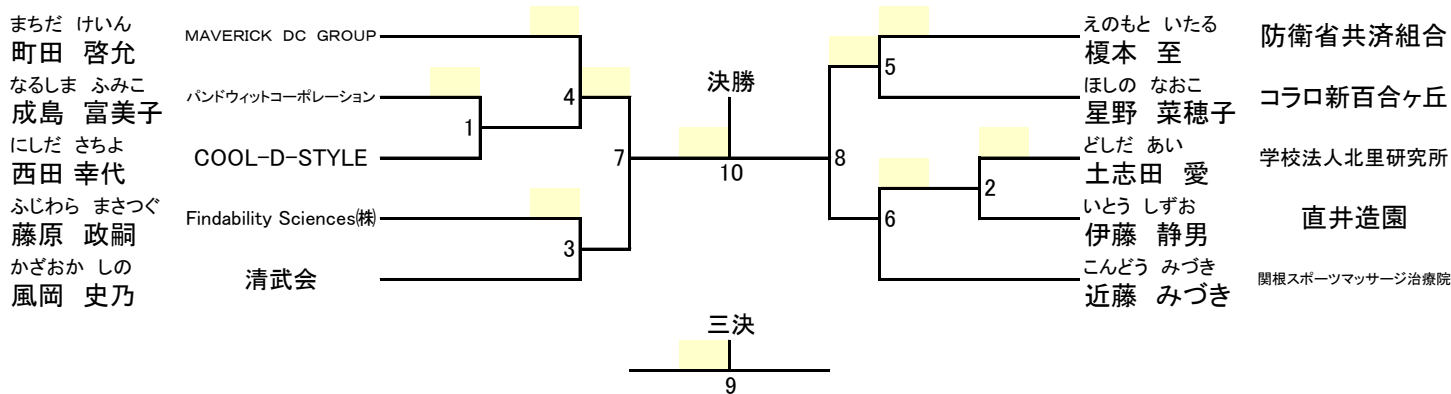 まちだ けいん
町田 啓允
MAVERICK DC GROUP
なるしま ふみこ
成島 富美子
パンドウィットコーポレーション
にしだ さちよ
西田 幸代
COOL-D-STYLE
ふじわら まさつぐ
藤原 政嗣
Findability Sciences㈱
かざおか しの
風岡 史乃
清武会
1
4
3
7
決勝
10
三決
9
8
5
6
2
えのもと いたる
榎本 至
防衛省共済組合
ほしの なおこ
星野 菜穂子
コラロ新百合ヶ丘
どしだ あい
土志田 愛
学校法人北里研究所
いとう しずお
伊藤 静男
直井造園
こんどう みづき
近藤 みづき
関根スポーツマッサージ治療院